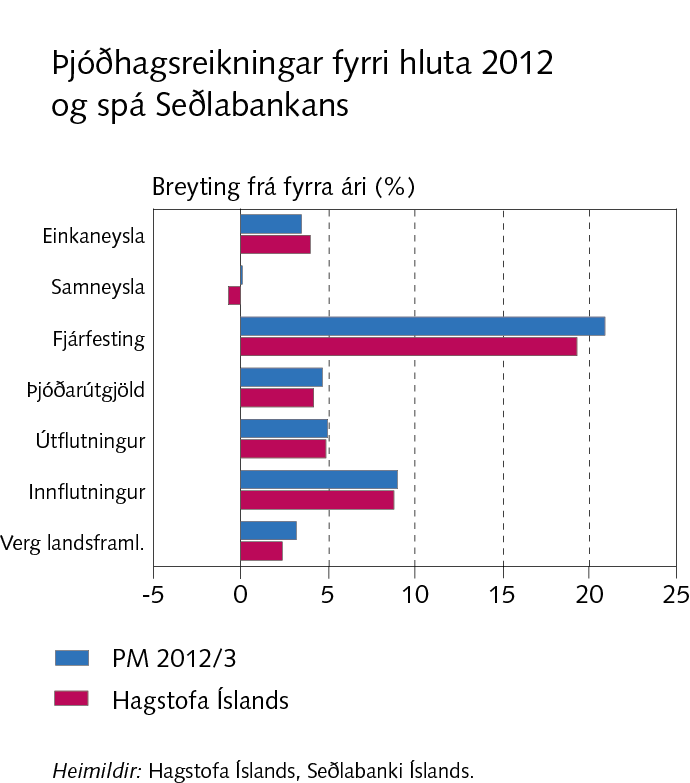 Þjóðhagsreikningar fyrri hluta 2012
og spá Seðlabankans
Breyting frá fyrra ári (%)
Einkaneysla
Samneysla
Fjárfesting
Þjóðarútgjöld
Útflutningur
Innflutningur
Verg landsframl.
-5 0 5 10 15 20 25
PM 2012/3
Hagstofa Íslands
Heimildir: Hagstofa Íslands, Seðlabanki Íslands.